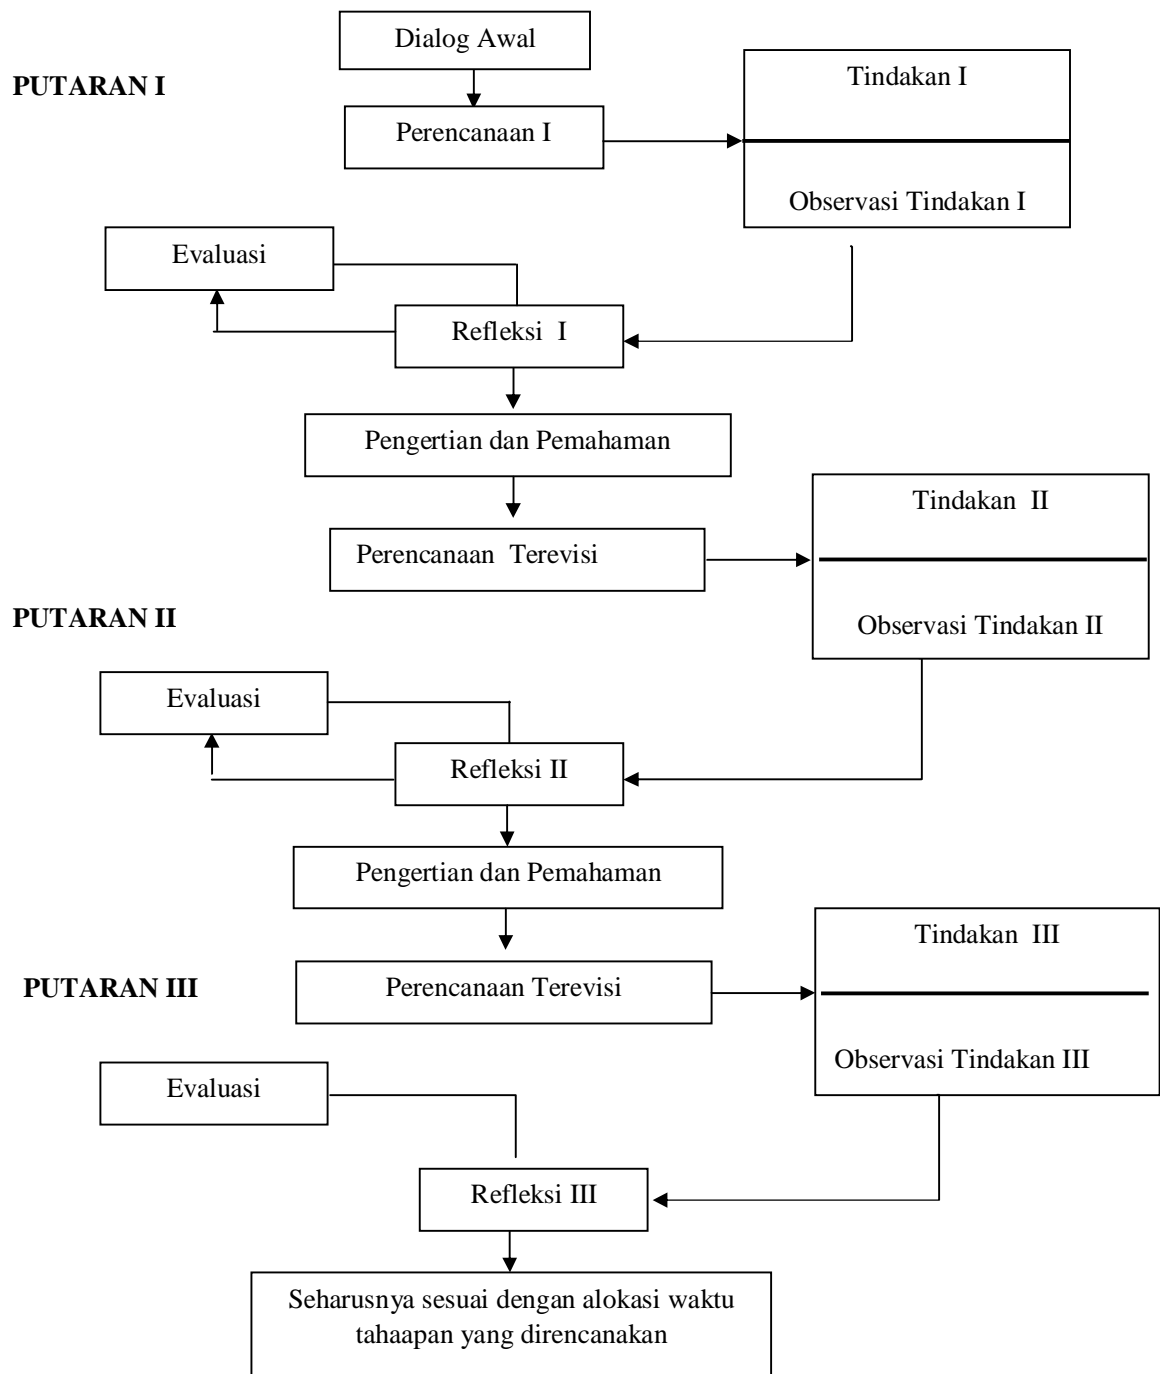 Dialog Awal
PUTARAN I
Tindakan I
Perencanaan I
Observasi Tindakan I
Evaluasi
Refleksi I
Pengertian dan Pemahaman
Tindakan II
Perencanaan Terevisi
PUTARAN II
Observasi Tindakan II
Evaluasi
Refleksi II
Pengertian dan Pemahaman
Tindakan III
PUTARAN III
Perencanaan Terevisi
Observasi Tindakan III
Evaluasi
Refleksi III
Seharusnya sesuai dengan alokasi waktu
tahaapan yang direncanakan